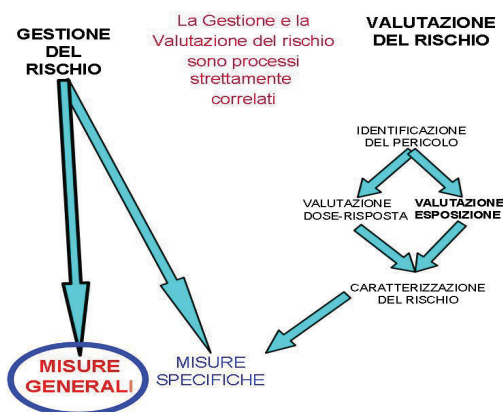 GESTIONE
DEL
RISCHIO
La Gestione e la
Valutazione del rischio
sono processi
strettamente
correlati
VALUTAZIONE
DEL RISCHIO
IDENTIFICAZIONE
DEL PERICOLO
VALUTAZIONE
DOSE-RISPOSTA
VALUTAZIONE
ESPOSIZIONE
CARATTERIZZAZIONE
DEL RISCHIO
MISURE
GENERALI
MISURE
SPECIFICHE